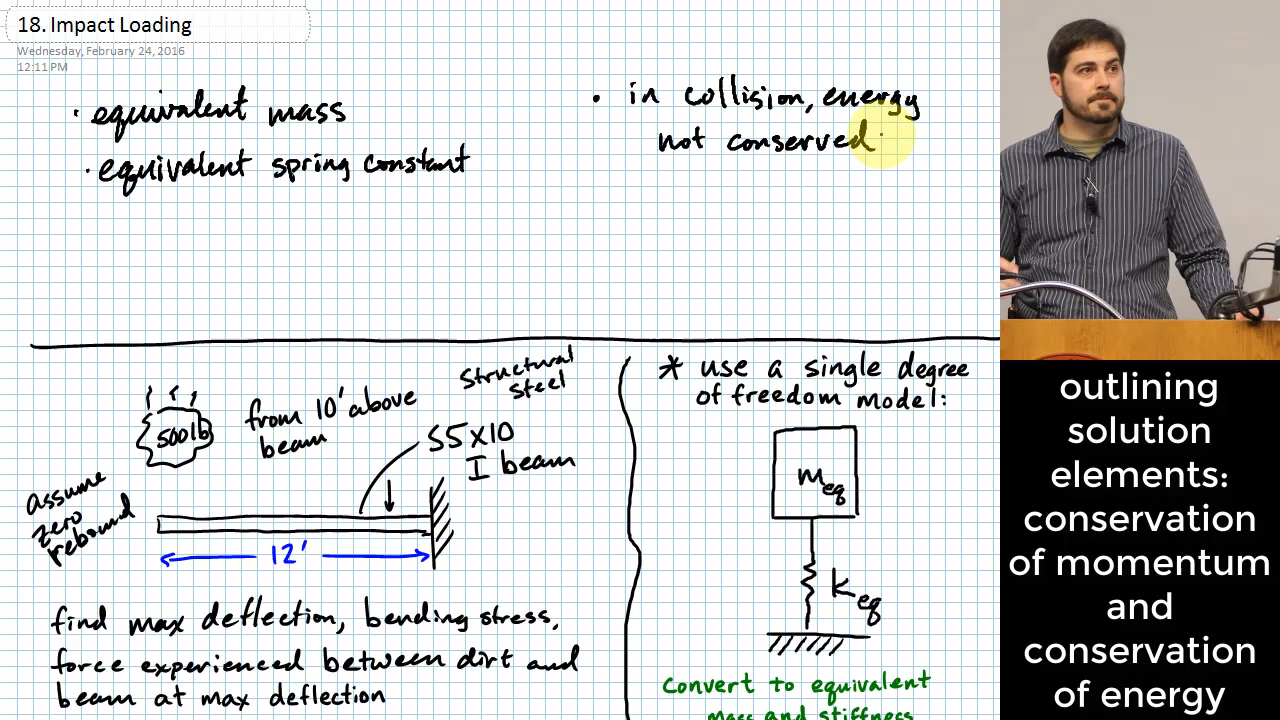 18. Impact Loading
Wednesday, February 24, 2016
12:11 PM
· equivalent mass
· equivalent spring constant
· in collision, energy
not conserved
500lb
from 10' above
beam
structural
steel
S5x10
I beam
assume
zero
rebound
12'
find max deflection, bending stress,
force experienced between dirt and
beam at max deflection
* use a single degree
of freedom model:
meq
keq
Convert to equivalent
mass and stiffness
outlining
solution
elements:
conservation
of momentum
and
conservation
of energy